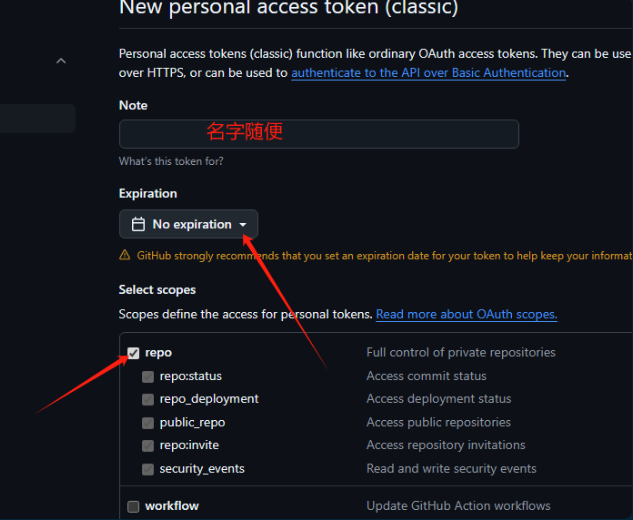 New personal access token (classic)
Personal access tokens (classic) function like ordinary OAuth access tokens. They can be use
over HTTPS, or can be used to authenticate to the API over Basic Authentication.
Note
名字随便
What's this token for?
Expiration
No expiration
GitHub strongly recommends that you set an expiration date for your token to help keep your informat
Select scopes
Scopes define the access for personal tokens. Read more about OAuth scopes.
repo Full control of private repositories
repo:status Access commit status
repo_deployment Access deployment status
public_repo Access public repositories
repo:invite Access repository invitations
security_events Read and write security events
workflow Update GitHub Action workflows